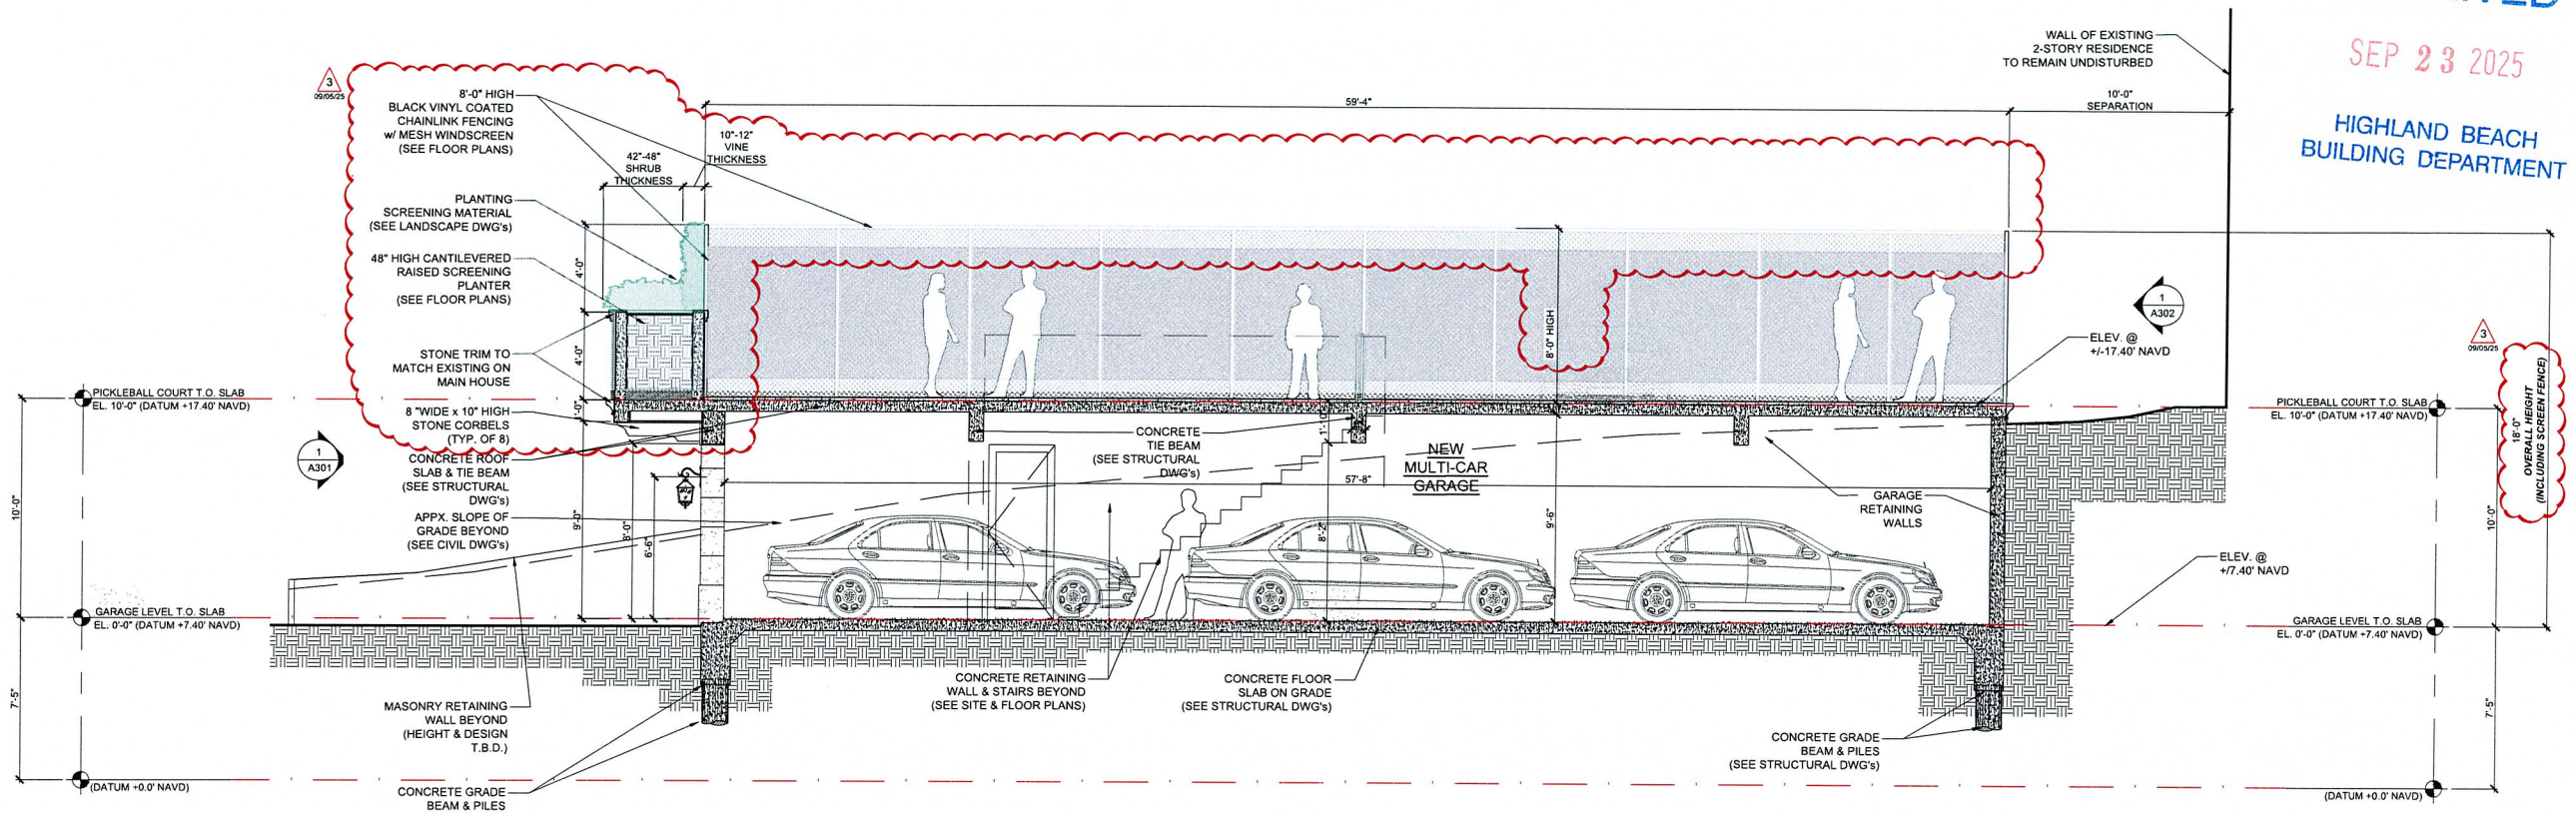 SEP 23 2025
HIGHLAND BEACH
BUILDING DEPARTMENT
WALL OF EXISTING
2-STORY RESIDENCE
TO REMAIN UNDISTURBED
59'-4"
10'-0"
SEPARATION
3
09/05/25
8'-0" HIGH
BLACK VINYL COATED
CHAINLINK FENCING
w/ MESH WINDSCREEN
(SEE FLOOR PLANS)
10"-12"
VINE
THICKNESS
42"-48"
SHRUB
THICKNESS
PLANTING
SCREENING MATERIAL
(SEE LANDSCAPE DWG's)
48" HIGH CANTILEVERED
RAISED SCREENING
PLANTER
(SEE FLOOR PLANS)
4'-0"
4'-0"
1'-0"
STONE TRIM TO
MATCH EXISTING ON
MAIN HOUSE
8 "WIDE x 10" HIGH
STONE CORBELS
(TYP. OF 8)
CONCRETE ROOF
SLAB & TIE BEAM
(SEE STRUCTURAL
DWG's)
APPX. SLOPE OF
GRADE BEYOND
(SEE CIVIL DWG's)
PICKLEBALL COURT T.O. SLAB
EL. 10'-0" (DATUM +17.40' NAVD)
1
A301
10'-0"
GARAGE LEVEL T.O. SLAB
EL. 0'-0" (DATUM +7.40' NAVD)
7'-5"
(DATUM +0.0' NAVD)
9'-0"
8'-0"
6'-6"
MASONRY RETAINING
WALL BEYOND
(HEIGHT & DESIGN
T.B.D.)
CONCRETE GRADE
BEAM & PILES
CONCRETE
TIE BEAM
(SEE STRUCTURAL
DWG's)
1'-0"
NEW
MULTI-CAR
GARAGE
57'-8"
8'-0" HIGH
8'-2"
9'-6"
CONCRETE RETAINING
WALL & STAIRS BEYOND
(SEE SITE & FLOOR PLANS)
CONCRETE FLOOR
SLAB ON GRADE
(SEE STRUCTURAL DWG's)
GARAGE
RETAINING
WALLS
CONCRETE GRADE
BEAM & PILES
(SEE STRUCTURAL DWG's)
1
A302
ELEV. @
+/-17.40' NAVD
3
09/05/25
18'-0"
OVERALL HEIGHT
(INCLUDING SCREEN FENCE)
PICKLEBALL COURT T.O. SLAB
EL. 10'-0" (DATUM +17.40' NAVD)
10'-0"
ELEV. @
+/7.40' NAVD
GARAGE LEVEL T.O. SLAB
EL. 0'-0" (DATUM +7.40' NAVD)
7'-5"
(DATUM +0.0' NAVD)